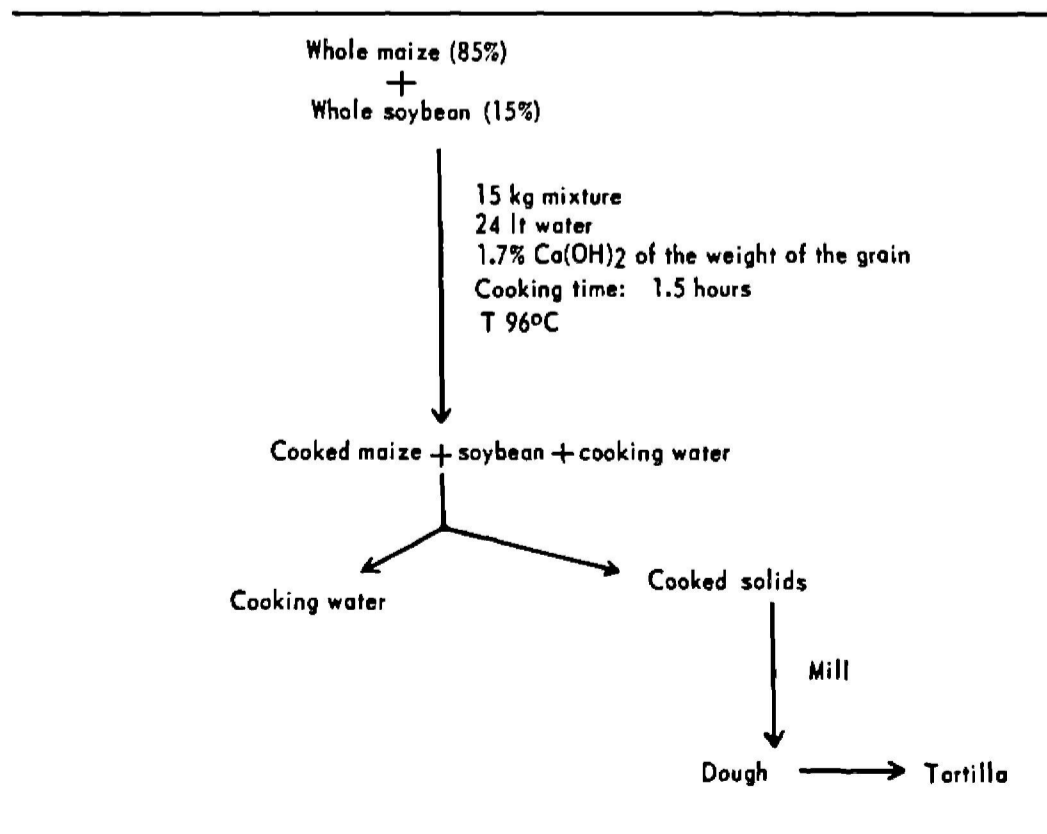 Whole maize (85%)
+
Whole soybean (15%)
15 kg mixture
24 lt water
1.7% Ca(OH)2 of the weight of the grain
Cooking time: 1.5 hours
T 96ºC
Cooked maize + soybean + cooking water
Cooking water
Cooked solids
Mill
Dough
Tortilla